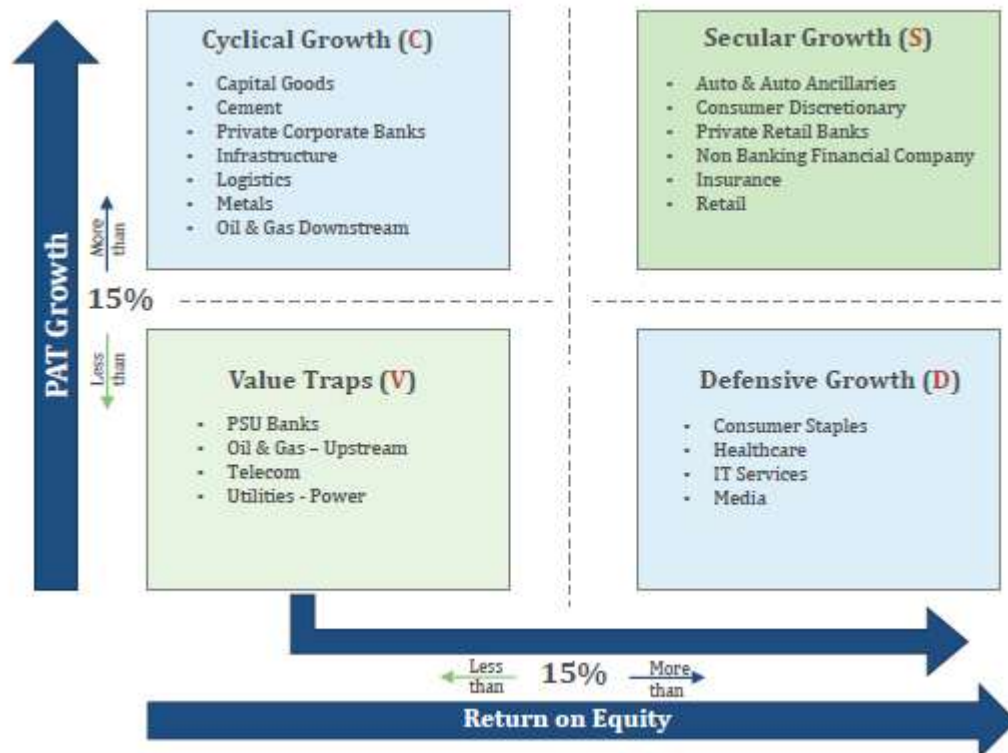 Cyclical Growth (C)
• Capital Goods
• Cement
• Private Corporate Banks
• Infrastructure
• Logistics
• Metals
• Oil & Gas Downstream
Secular Growth (S)
• Auto & Auto Ancillaries
• Consumer Discretionary
• Private Retail Banks
• Non Banking Financial Company
• Insurance
• Retail
PAT Growth
More
than
15%
Less
than
Value Traps (V)
• PSU Banks
• Oil & Gas – Upstream
• Telecom
• Utilities - Power
Defensive Growth (D)
• Consumer Staples
• Healthcare
• IT Services
• Media
Less
than
15%
More
than
Return on Equity